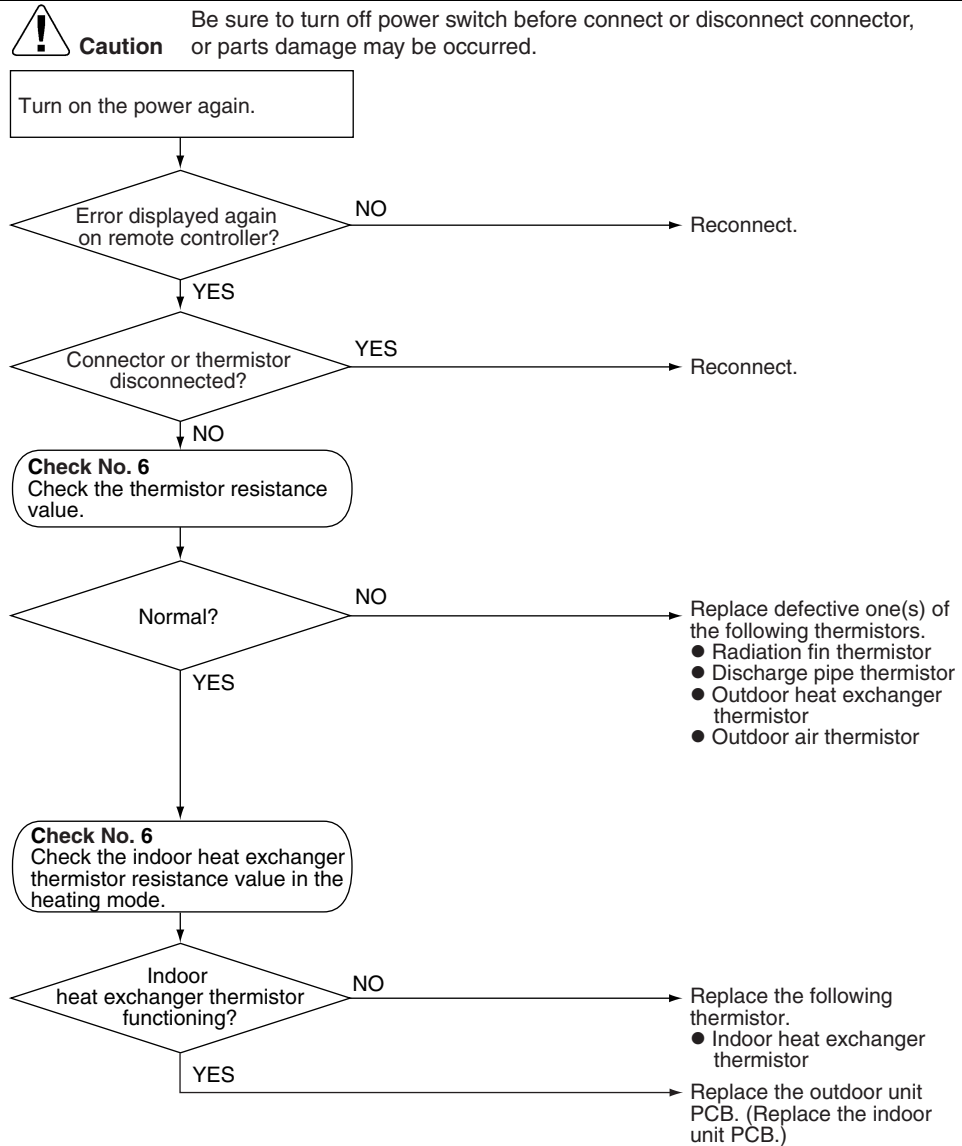 Be sure to turn off power switch before connect or disconnect connector,
Caution or parts damage may be occurred.
Turn on the power again.
Error displayed again
on remote controller?
NO
Reconnect.
YES
Connector or thermistor
disconnected?
YES
Reconnect.
NO
Check No. 6
Check the thermistor resistance
value.
Normal?
NO
Replace defective one(s) of
the following thermistors.
● Radiation fin thermistor
● Discharge pipe thermistor
● Outdoor heat exchanger
thermistor
● Outdoor air thermistor
YES
Check No. 6
Check the indoor heat exchanger
thermistor resistance value in the
heating mode.
Indoor
heat exchanger thermistor
functioning?
NO
Replace the following
thermistor.
● Indoor heat exchanger
thermistor
YES
Replace the outdoor unit
PCB. (Replace the indoor
unit PCB.)